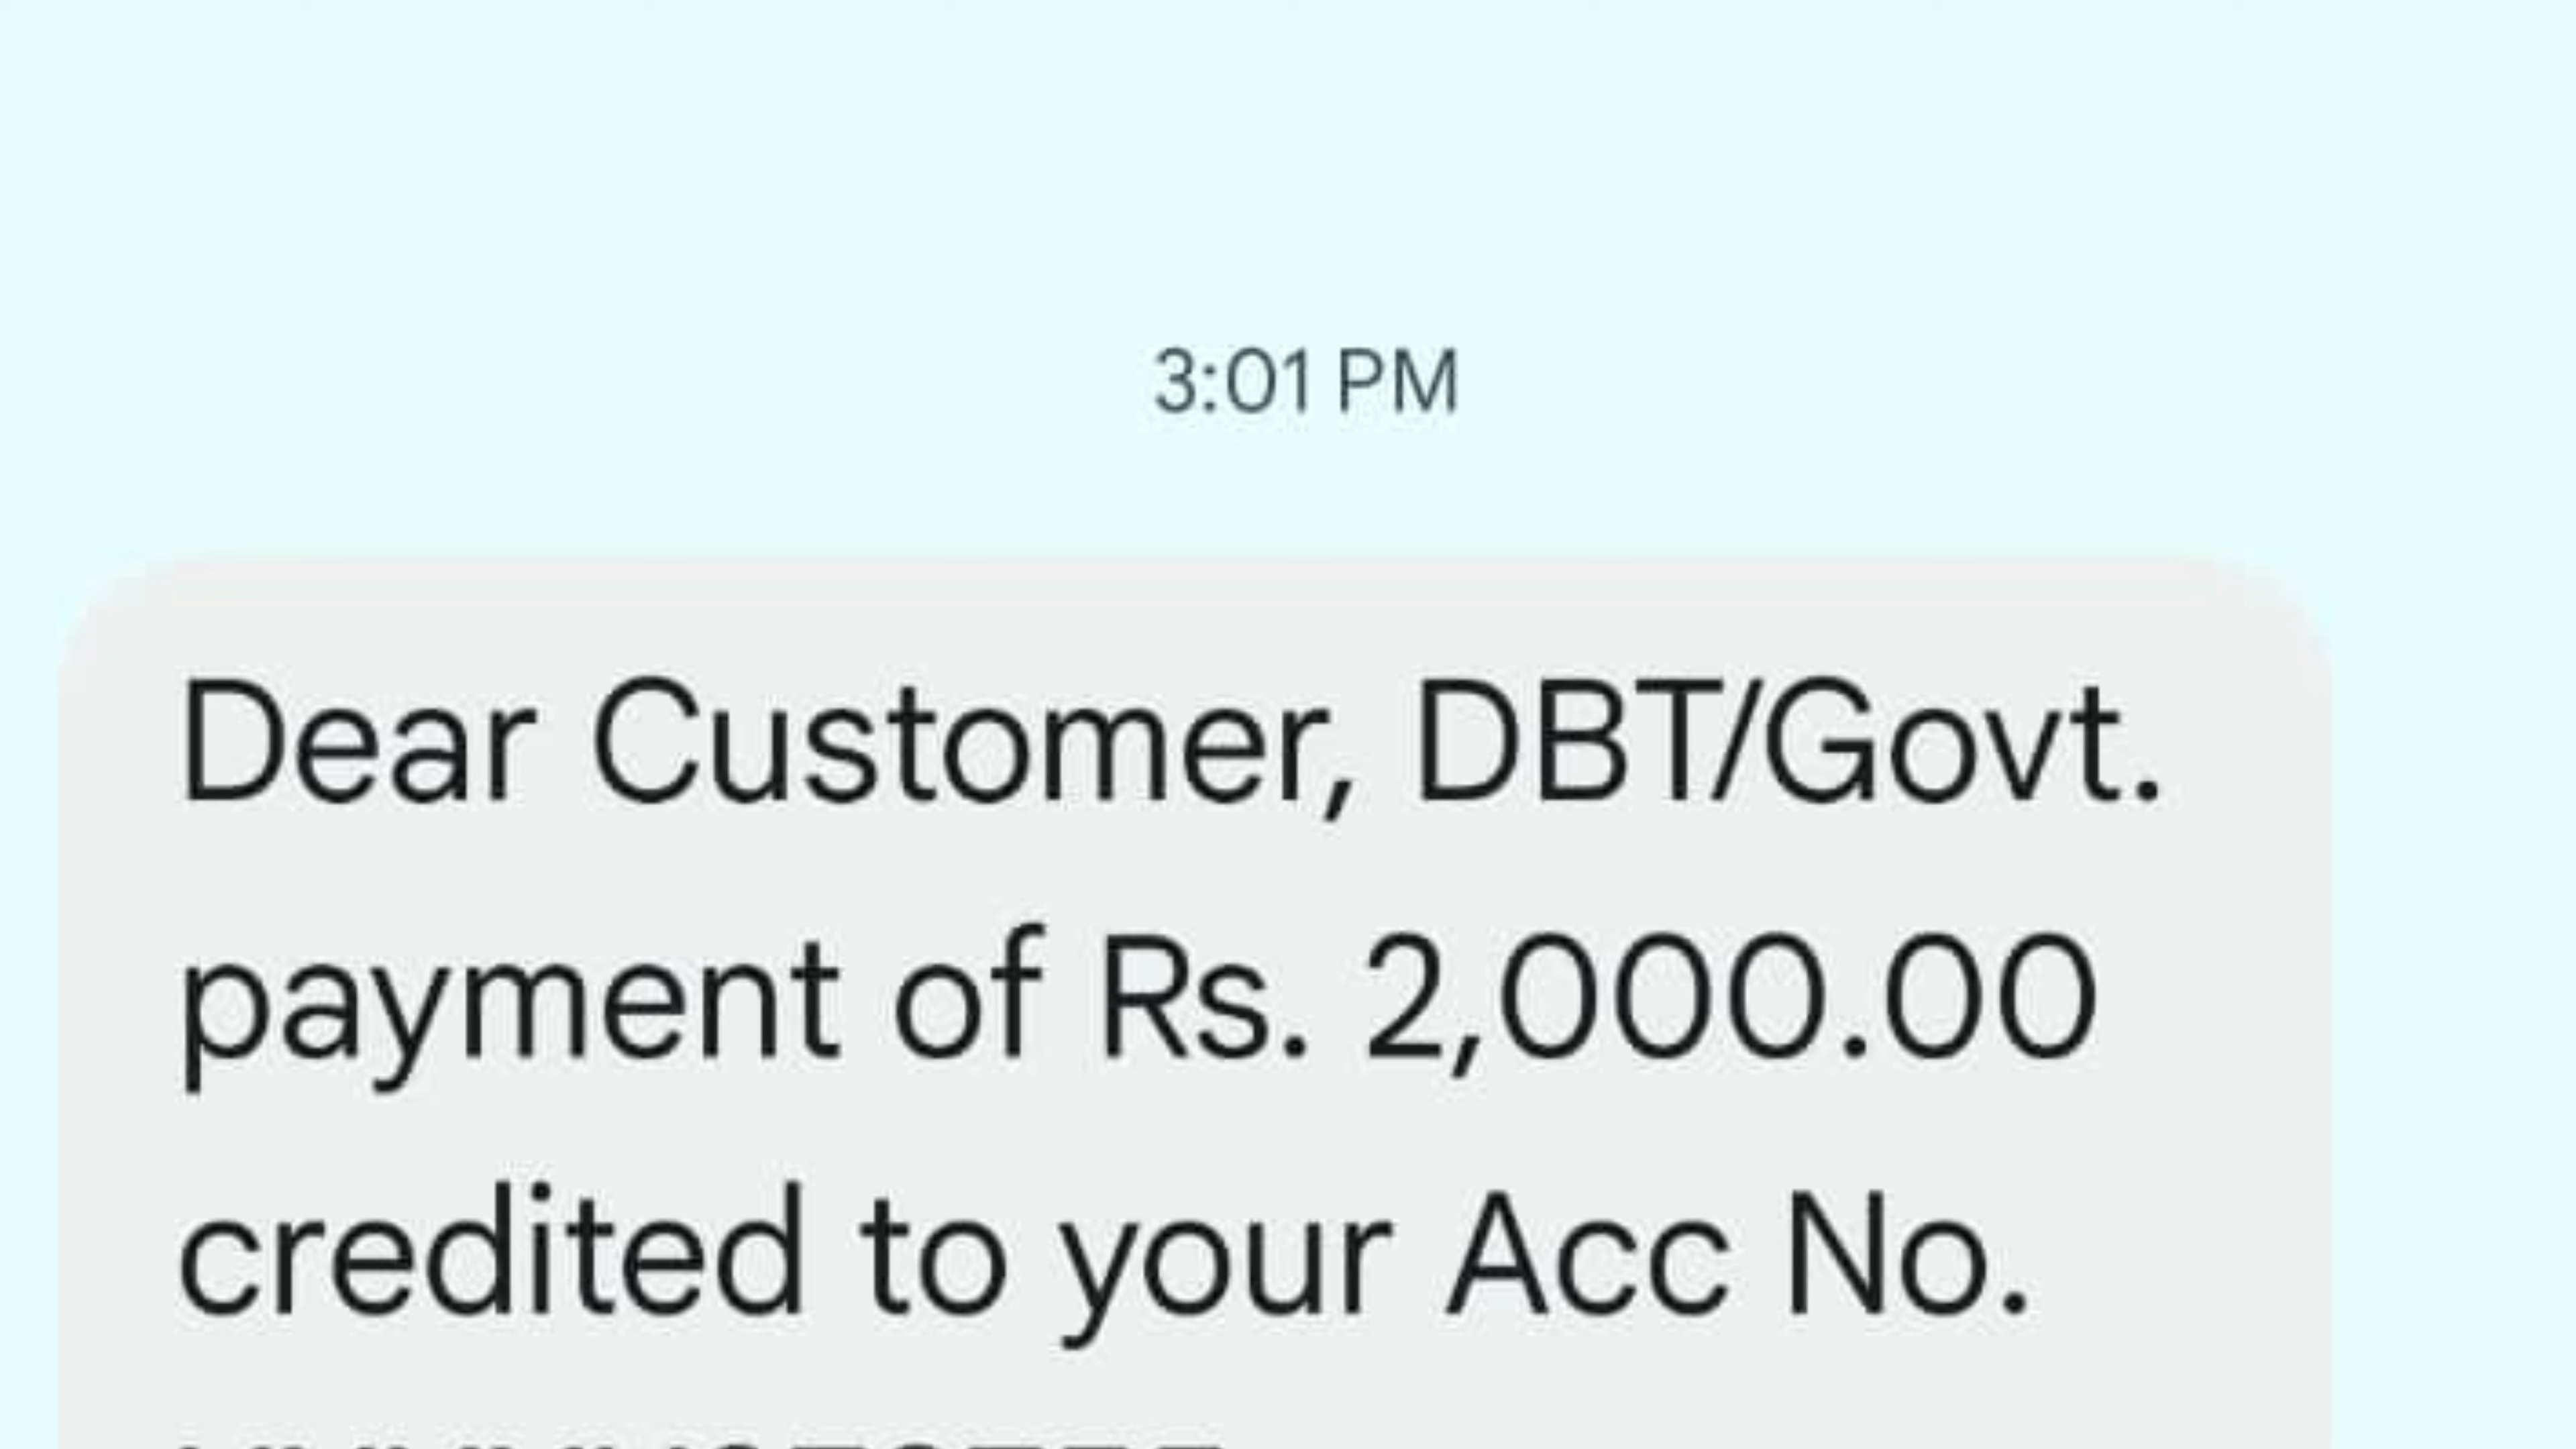 3:01 PM
Dear Customer, DBT/Govt.
payment of Rs. 2,000.00
credited to your Acc No.